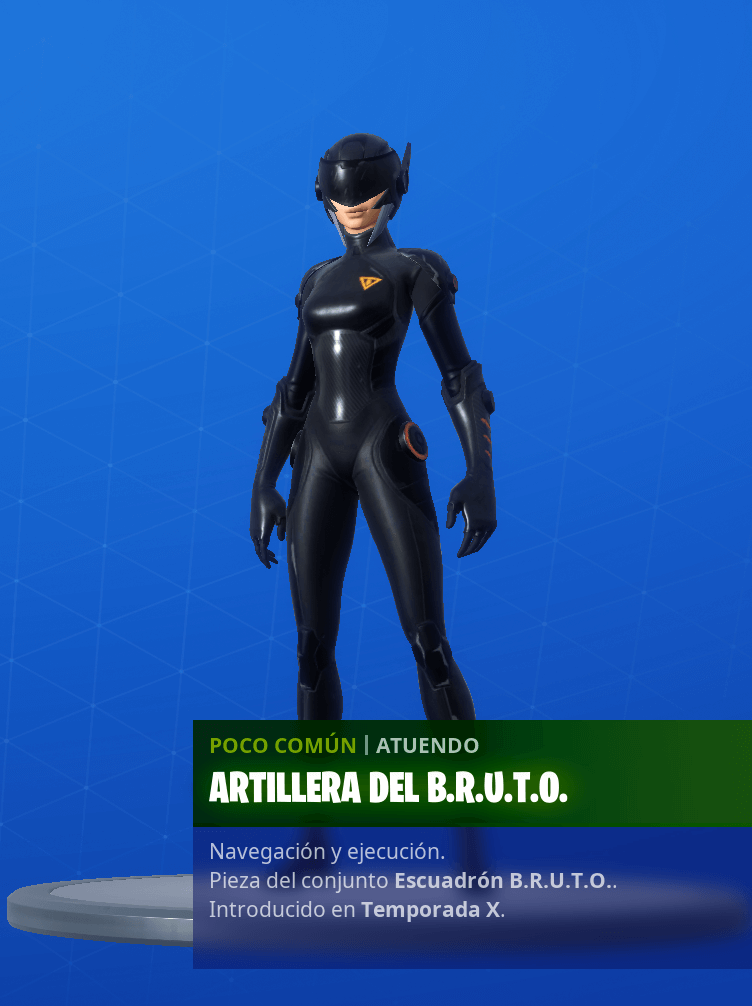 POCO COMÚN | ATUENDO
ARTILLERA DEL B.R.U.T.O.
Navegación y ejecución.
Pieza del conjunto Escuadrón B.R.U.T.O..
Introducido en Temporada X.